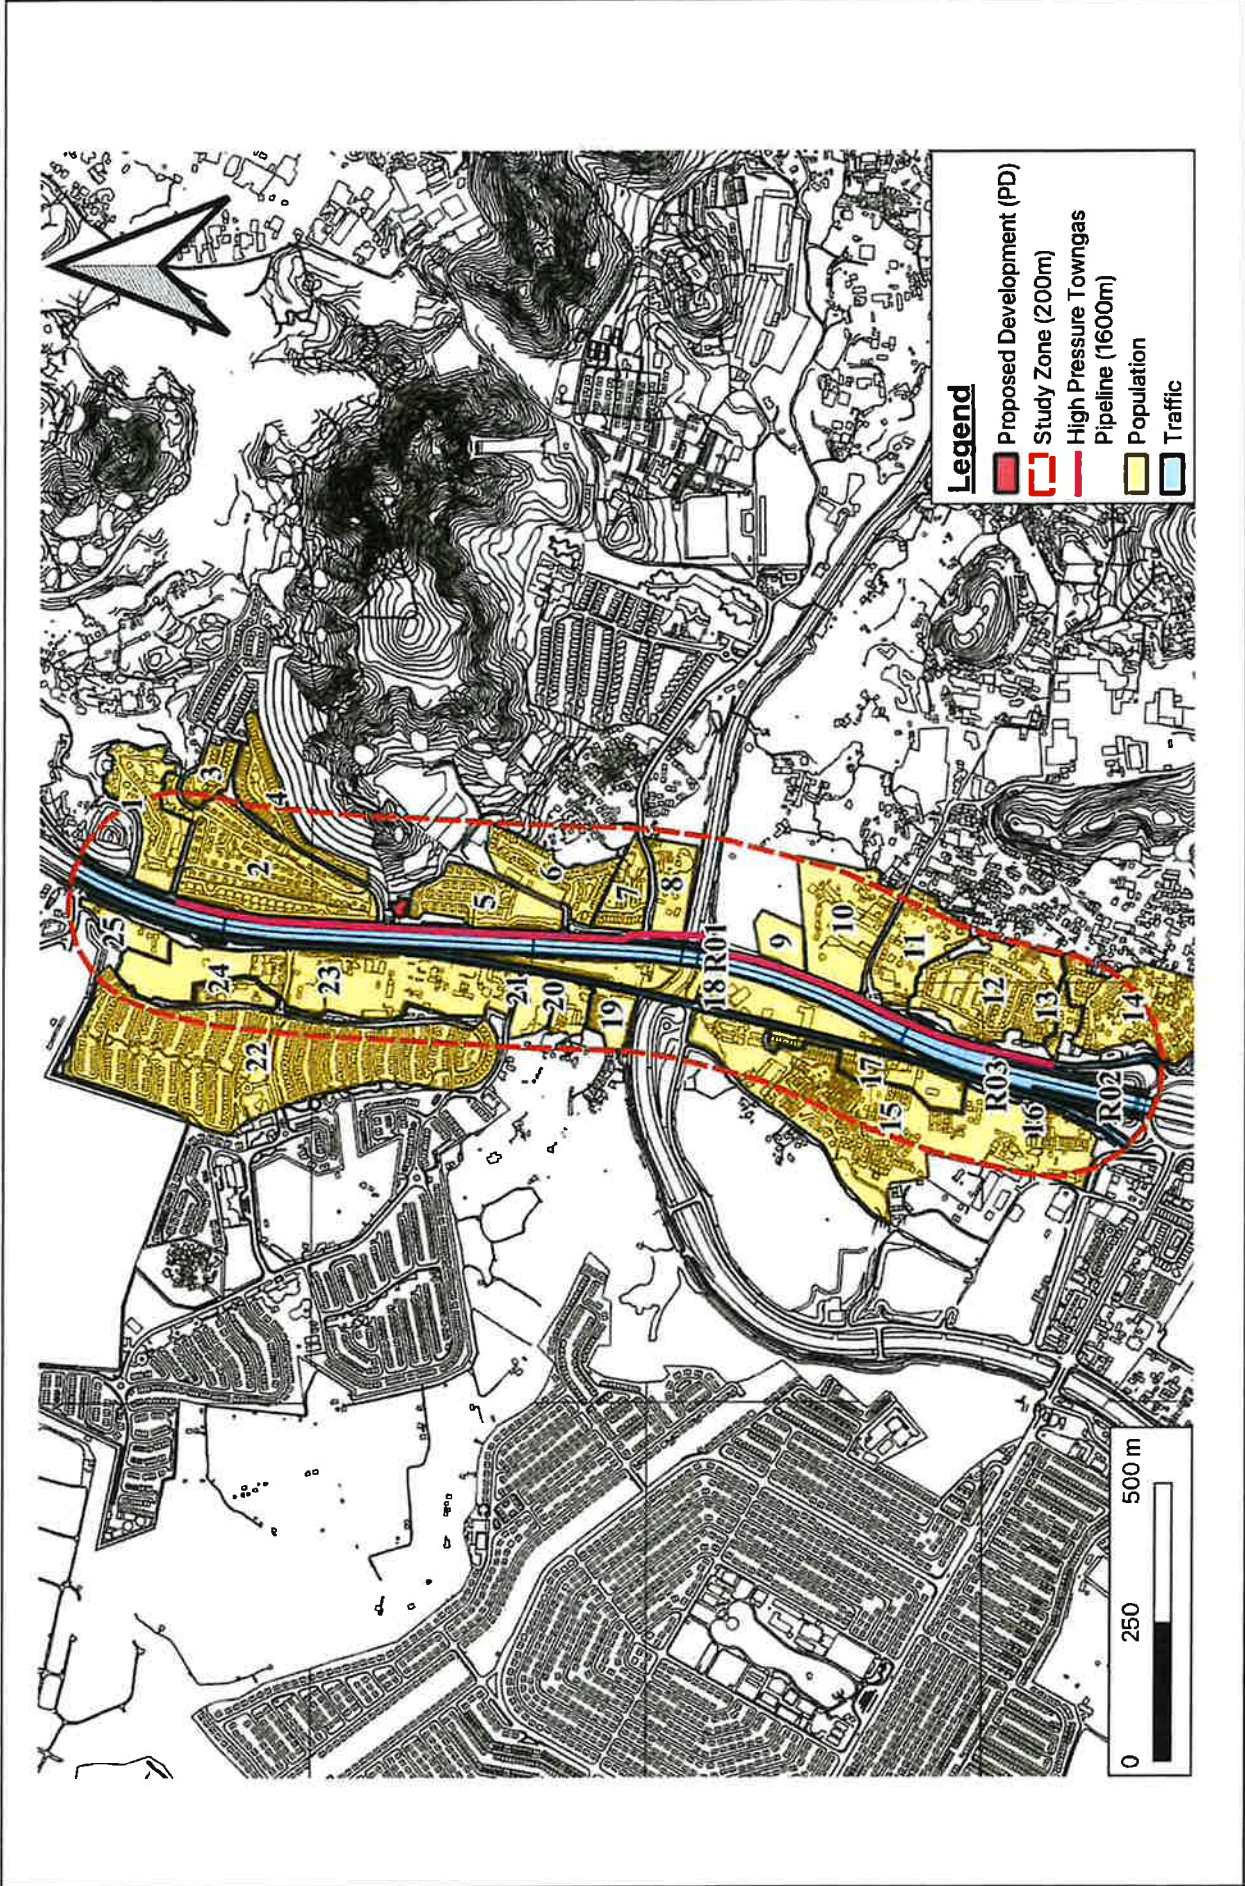 1
2
3
4
5
6
7
8
9
10
11
12
13
14
15
16
17
18 R01
19
20
21
22
23
24
25
R03
R02
Legend
Proposed Development (PD)
Study Zone (200m)
High Pressure Towngas
Pipeline (1600m)
Population
Traffic
0 250 500 m